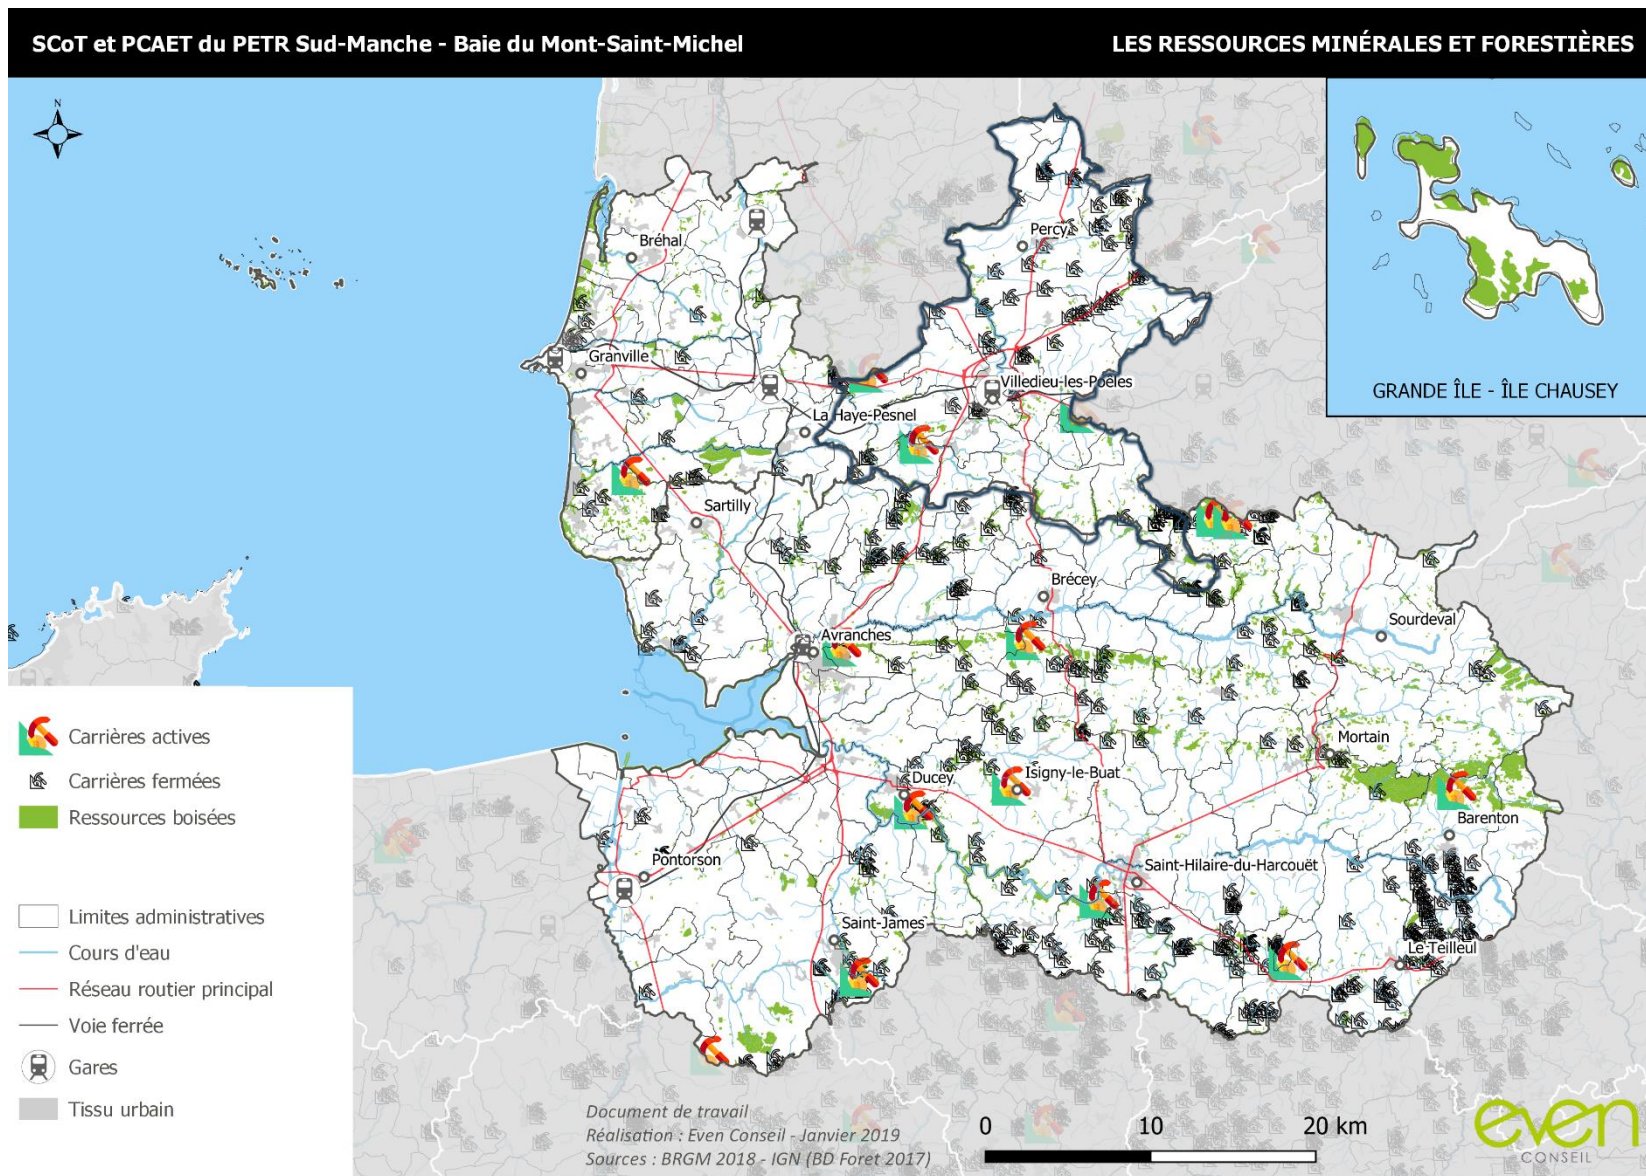 SCoT et PCAET du PETR Sud-Manche - Baie du Mont-Saint-Michel
LES RESSOURCES MINÉRALES ET FORESTIÈRES
N
GRANDE ÎLE - ÎLE CHAUSEY
Percy
Bréhal
Granville
Villedieu-les-Poeles
La Haye-Pesnel
Sartilly
Brécey
Sourdeval
Avranches
Mortain
Ducey
Isigny-le-Buat
Barenton
Pontorson
Saint-Hilaire-du-Harcouët
Saint-James
Le-Teilleul
Carrières actives
Carrières fermées
Ressources boisées
Limites administratives
Cours d'eau
Réseau routier principal
Voie ferrée
Gares
Tissu urbain
Document de travail
Réalisation : Even Conseil - Janvier 2019
Sources : BRGM 2018 - IGN (BD Foret 2017)
0 10 20 km
even
CONSEIL